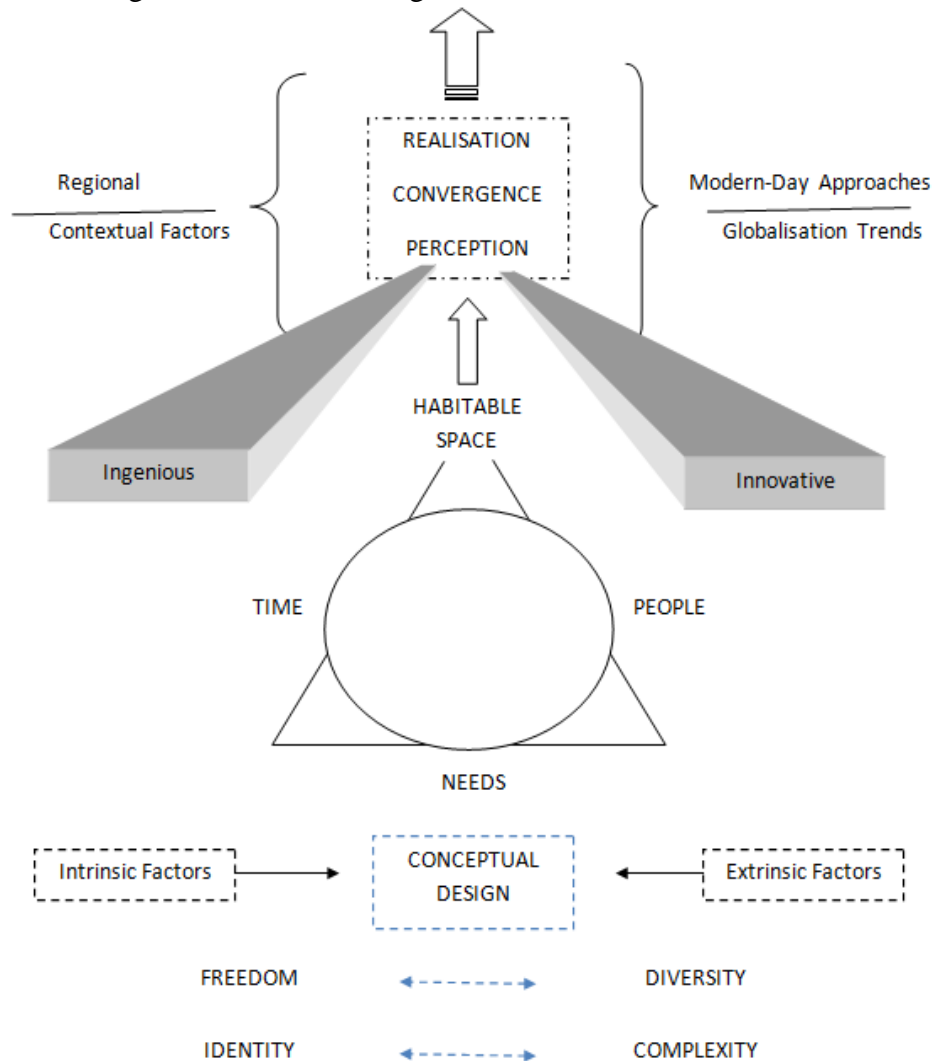 REALISATION
Regional
CONVERGENCE
Modern-Day Approaches
Contextual Factors
PERCEPTION
Globalisation Trends
HABITABLE
SPACE
Ingenious
Innovative
TIME
PEOPLE
NEEDS
Intrinsic Factors
CONCEPTUAL
DESIGN
Extrinsic Factors
FREEDOM
DIVERSITY
IDENTITY
COMPLEXITY